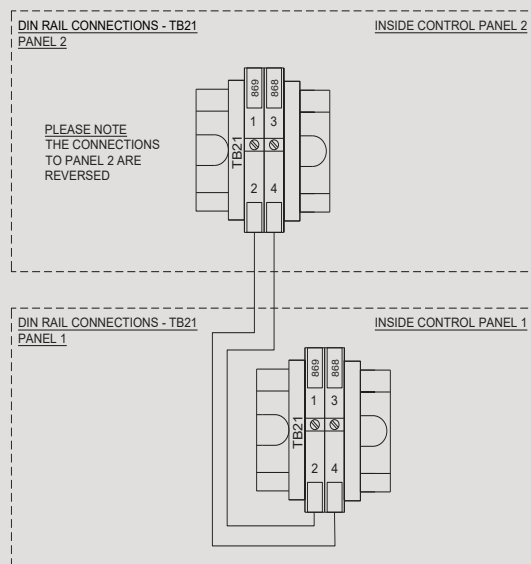 DIN RAIL CONNECTIONS - TB21
PANEL 2
INSIDE CONTROL PANEL 2
PLEASE NOTE
THE CONNECTIONS
TO PANEL 2 ARE
REVERSED
869 868
1 3
TB21
2 4
DIN RAIL CONNECTIONS - TB21
PANEL 1
INSIDE CONTROL PANEL 1
869 868
1 3
TB21
2 4